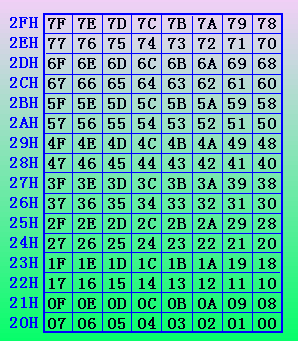 2FH 7F 7E 7D 7C 7B 7A 79 78
2EH 77 76 75 74 73 72 71 70
2DH 6F 6E 6D 6C 6B 6A 69 68
2CH 67 66 65 64 63 62 61 60
2BH 5F 5E 5D 5C 5B 5A 59 58
2AH 57 56 55 54 53 52 51 50
29H 4F 4E 4D 4C 4B 4A 49 48
28H 47 46 45 44 43 42 41 40
27H 3F 3E 3D 3C 3B 3A 39 38
26H 37 36 35 34 33 32 31 30
25H 2F 2E 2D 2C 2B 2A 29 28
24H 27 26 25 24 23 22 21 20
23H 1F 1E 1D 1C 1B 1A 19 18
22H 17 16 15 14 13 12 11 10
21H 0F 0E 0D 0C 0B 0A 09 08
20H 07 06 05 04 03 02 01 00